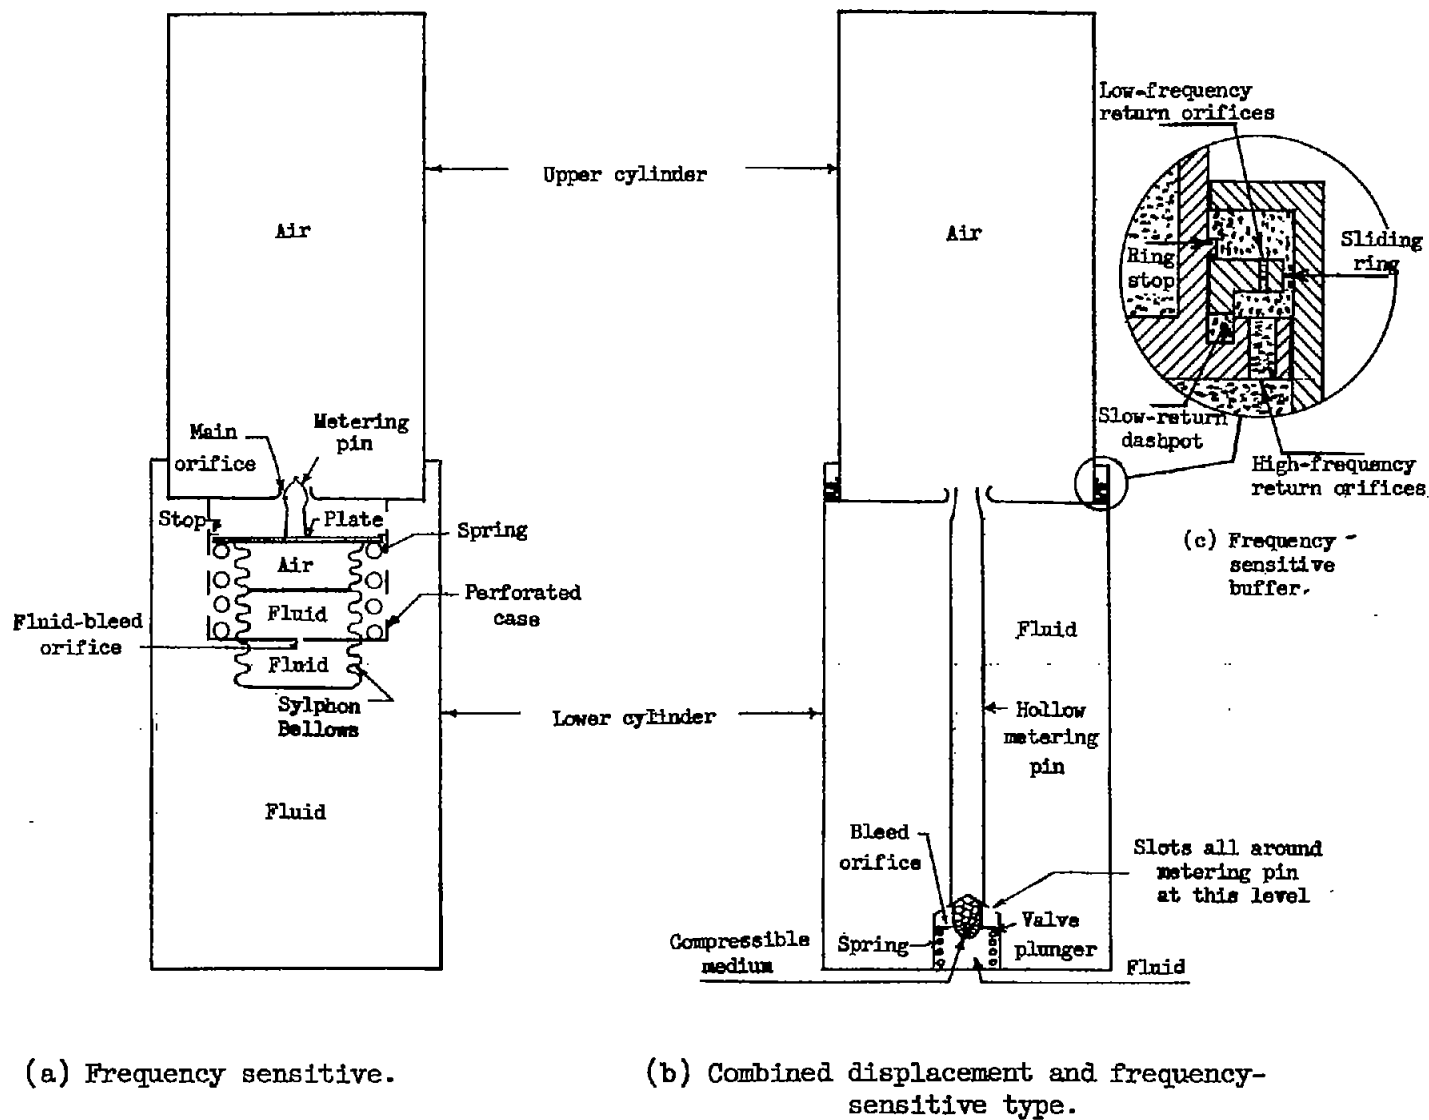 Upper cylinder
Air
Main
orifice
Metering
pin
Stop
Plate
Spring
Air
Fluid
Perforated
case
Fluid-bleed
orifice
Fluid
Sylphon
Bellows
Lower cylinder
Fluid
(a) Frequency sensitive.
Air
Fluid
Hollow
metering
pin
Bleed
orifice
Slots all around
metering pin
at this level
Compressible
medium
Spring
Valve
plunger
Fluid
(b) Combined displacement and frequency-
sensitive type.
Low-frequency
return orifices
Ring
stop
Sliding
ring
Slow-return
dashpot
High-frequency
return orifices
(c) Frequency-
sensitive
buffer.